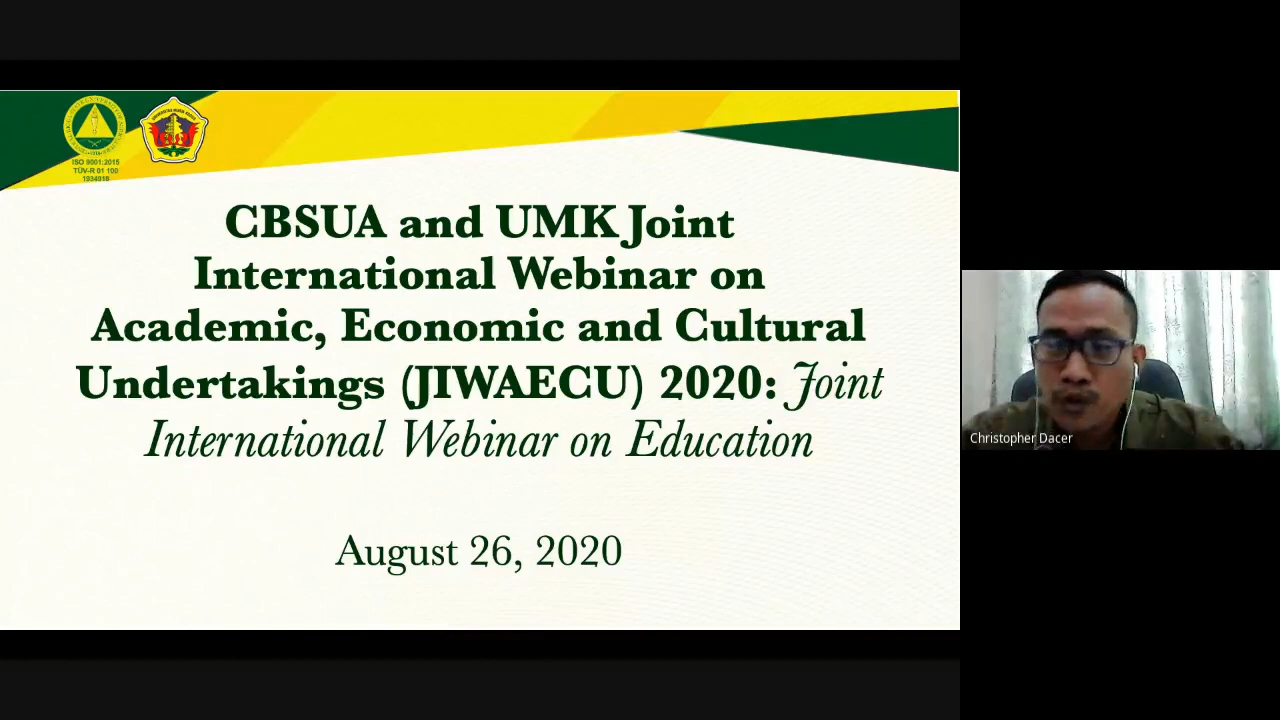 ISO 9001:2015
TÜV-R 01 100
1934918
CBSUA and UMK Joint
International Webinar on
Academic, Economic and Cultural
Undertakings (JIWAECU) 2020: Joint
International Webinar on Education
August 26, 2020
Christopher Dacer